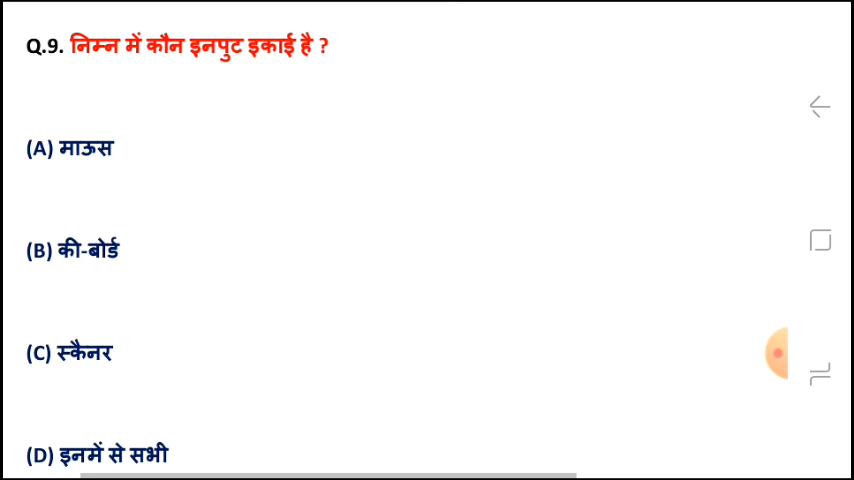 Q.9. निम्न में कौन इनपुट इकाई है ?
(A) माऊस
(B) की-बोर्ड
(C) स्कैनर
(D) इनमें से सभी